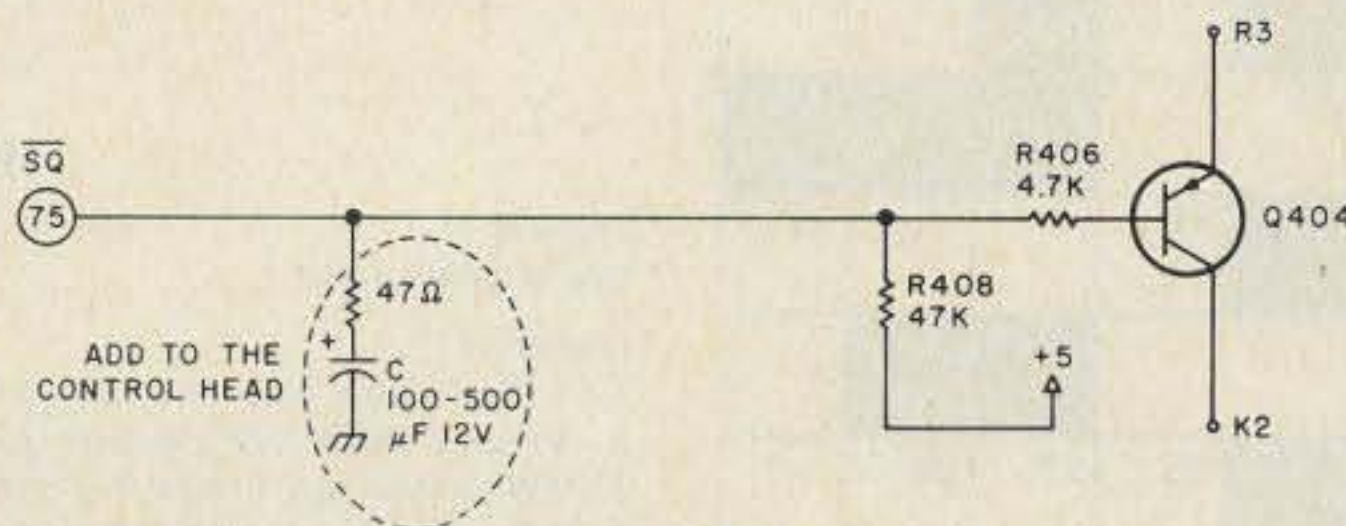 R3
S̅Q̅
75
R406
4.7K
Q404
47Ω
R408
47K
+
ADD TO THE
CONTROL HEAD
C
100-500
µF 12V
+5
K2